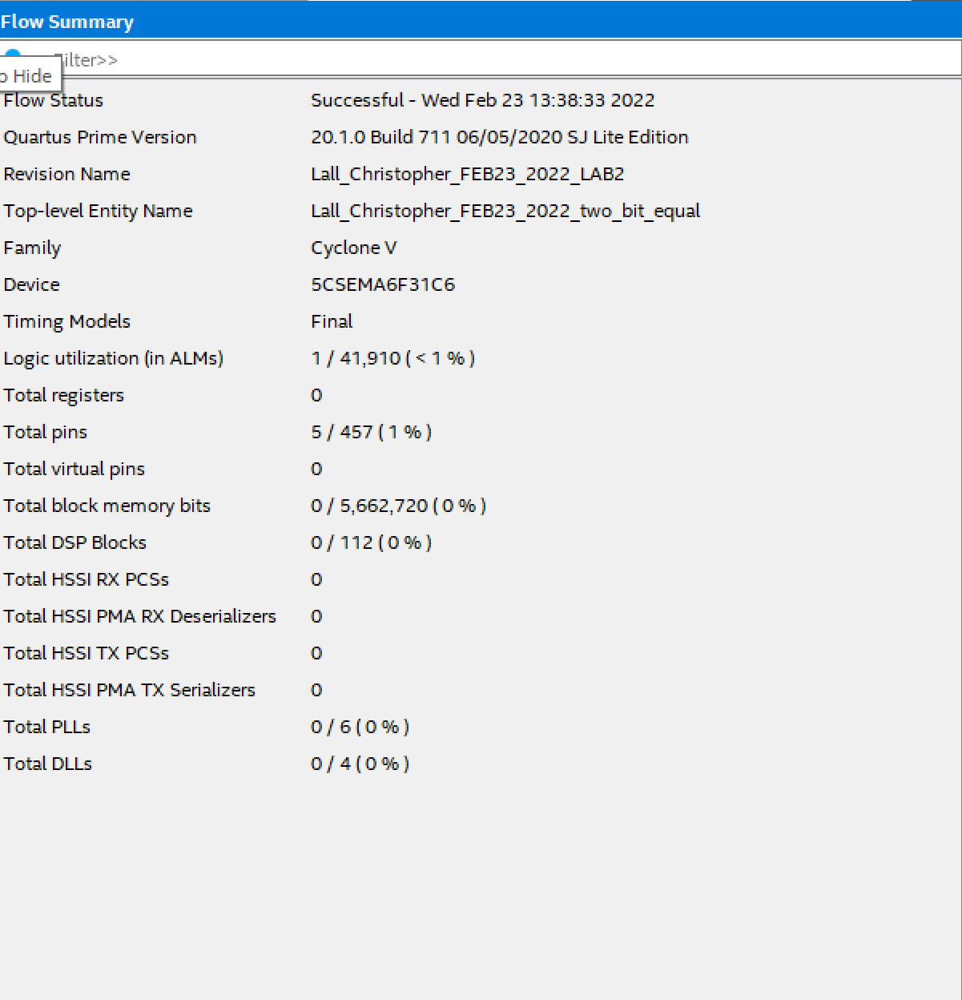 Flow Summary
Filter>>
o Hide
Flow Status Successful - Wed Feb 23 13:38:33 2022
Quartus Prime Version 20.1.0 Build 711 06/05/2020 SJ Lite Edition
Revision Name Lall_Christopher_FEB23_2022_LAB2
Top-level Entity Name Lall_Christopher_FEB23_2022_two_bit_equal
Family Cyclone V
Device 5CSEMA6F31C6
Timing Models Final
Logic utilization (in ALMs) 1 / 41,910 ( < 1 % )
Total registers 0
Total pins 5 / 457 ( 1 % )
Total virtual pins 0
Total block memory bits 0 / 5,662,720 ( 0 % )
Total DSP Blocks 0 / 112 ( 0 % )
Total HSSI RX PCSs 0
Total HSSI PMA RX Deserializers 0
Total HSSI TX PCSs 0
Total HSSI PMA TX Serializers 0
Total PLLs 0 / 6 ( 0 % )
Total DLLs 0 / 4 ( 0 % )